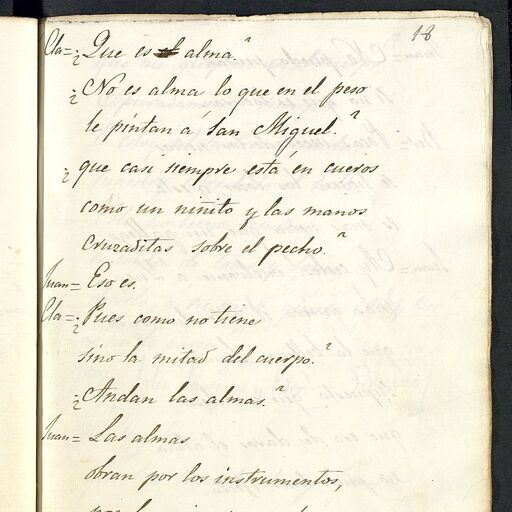 18
Cla= ¿Que es el alma?
¿No es alma lo que en el peso
le pintan á San Miguel?
¿que casi siempre está en cueros
como un niñito y las manos
cruzaditas sobre el pecho?
Juan= Eso es.
Cla= ¿Pues como no tiene
sino la mitad del cuerpo?
¿Andan las almas?
Juan= Las almas
obran por los instrumentos,